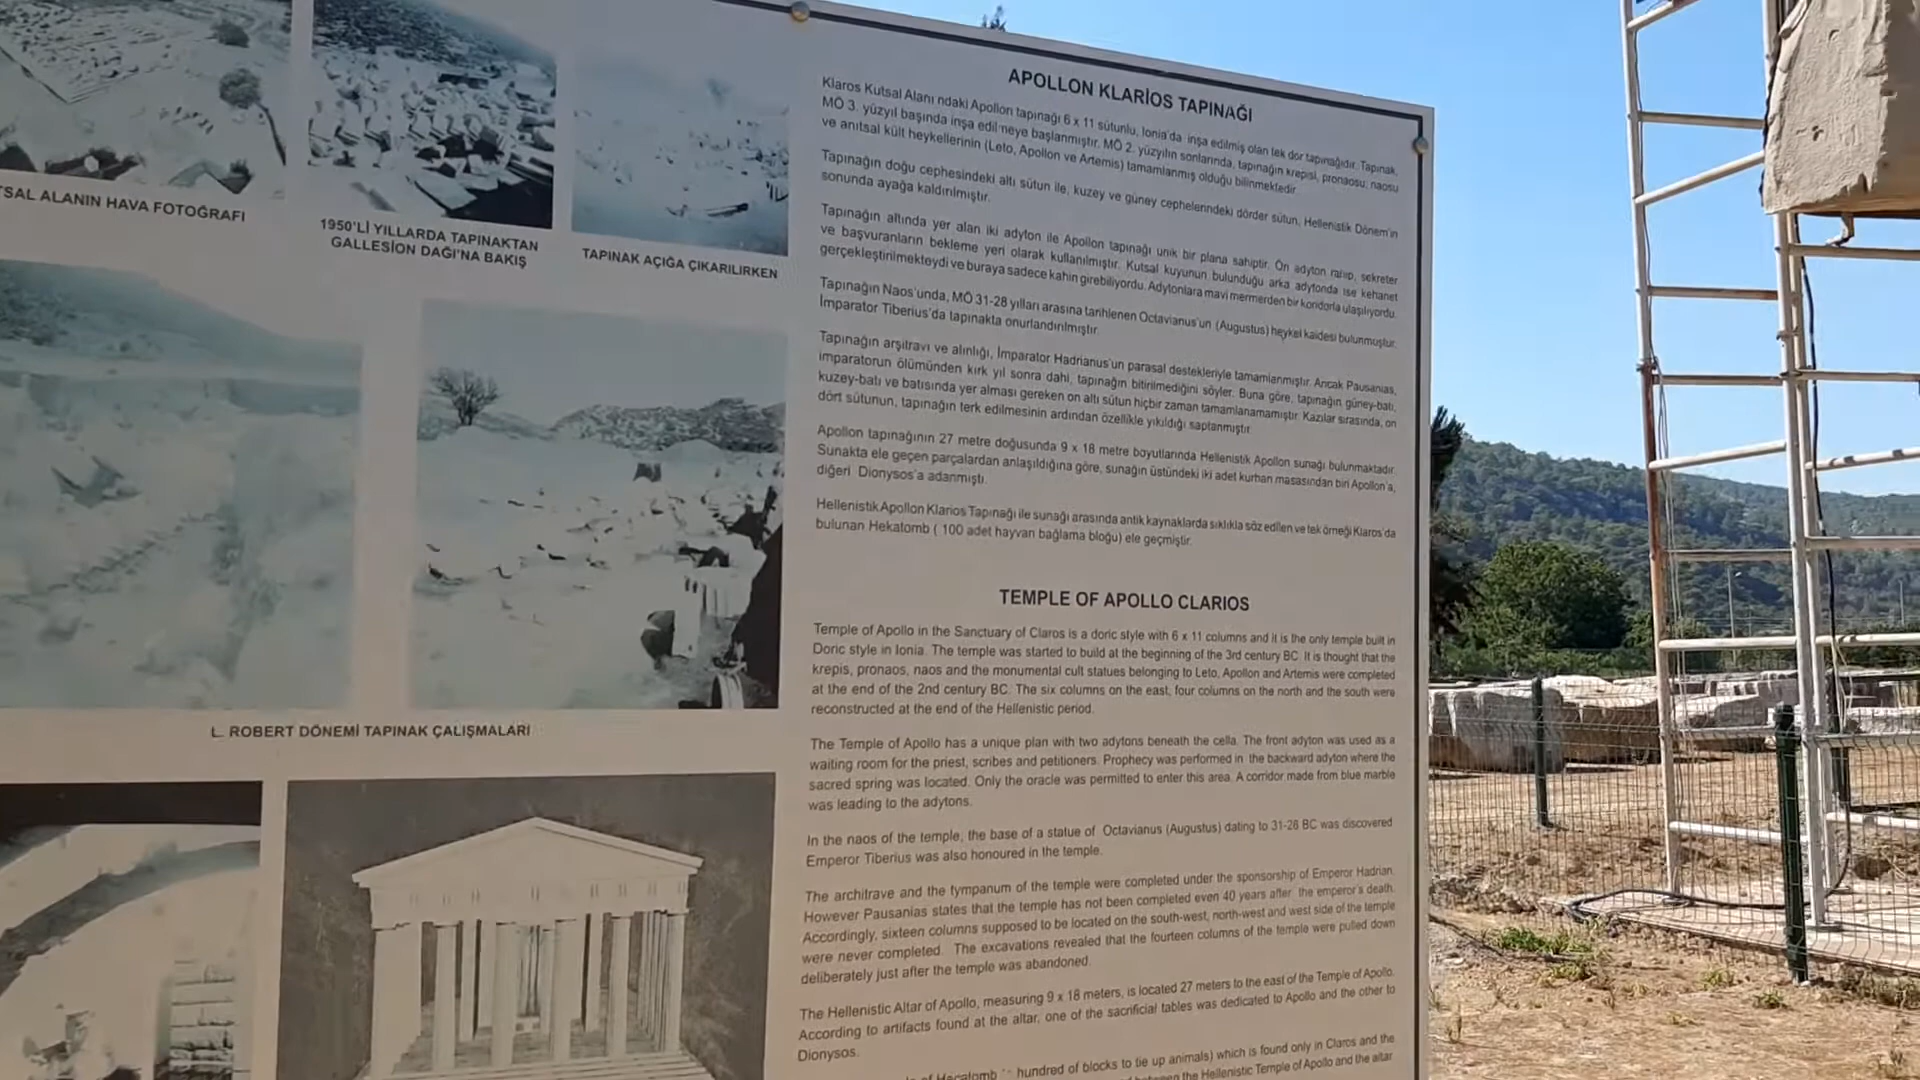 TSAL ALANIN HAVA FOTOĞRAFI
1950'Lİ YILLARDA TAPINAKTAN
GALLESİON DAĞI'NA BAKIŞ
TAPINAK AÇIĞA ÇIKARILIRKEN
L. ROBERT DÖNEMİ TAPINAK ÇALIŞMALARI
APOLLON KLARİOS TAPINAĞI
Klaros Kutsal Alanı ndaki Apollon tapınağı 6 x 11 sütunlu, Ionia'da inşa edilmiş olan tek dor tapınağıdır. Tapınak,
MÖ 3. yüzyıl başında inşa edilmeye başlanmıştır. MÖ 2. yüzyılın sonlarında, tapınağın krepisi, pronaosu, naosu
ve anıtsal kült heykellerinin (Leto, Apollon ve Artemis) tamamlanmış olduğu bilinmektedir.
Tapınağın doğu cephesindeki altı sütun ile, kuzey ve güney cephelerindeki dörder sütun, Hellenistik Dönem'in
sonunda ayağa kaldırılmıştır.
Tapınağın altında yer alan iki adyton ile Apollon tapınağı unik bir plana sahiptir. Ön adyton rahip, sekreter
ve başvuranların bekleme yeri olarak kullanılmıştır. Kutsal kuyunun bulunduğu arka adytonda ise kehanet
gerçekleştirilmekteydi ve buraya sadece kahin girebiliyordu. Adytonlara mavi mermerden bir koridorla ulaşılıyordu.
Tapınağın Naos'unda, MÖ 31-28 yılları arasına tarihlenen Octavianus'un (Augustus) heykel kaidesi bulunmuştur.
İmparator Tiberius'da tapınakta onurlandırılmıştır.
Tapınağın arşitravı ve alınlığı, İmparator Hadrianus'un parasal destekleriyle tamamlanmıştır. Ancak Pausanias,
imparatorun ölümünden kırk yıl sonra dahi, tapınağın bitirilmediğini söyler. Buna göre, tapınağın güney-batı,
kuzey-batı ve batısında yer alması gereken on altı sütun hiçbir zaman tamamlanamamıştır. Kazılar sırasında, on
dört sütunun, tapınağın terk edilmesinin ardından özellikle yıkıldığı saptanmıştır.
Apollon tapınağının 27 metre doğusunda 9 x 18 metre boyutlarında Hellenistik Apollon sunağı bulunmaktadır.
Sunakta ele geçen parçalardan anlaşıldığına göre, sunağın üstündeki iki adet kurban masasından biri Apollon'a,
diğeri Dionysos'a adanmıştı.
Hellenistik Apollon Klarios Tapınağı ile sunağı arasında antik kaynaklarda sıklıkla söz edilen ve tek örneği Klaros'da
bulunan Hekatomb ( 100 adet hayvan bağlama bloğu) ele geçmiştir.
TEMPLE OF APOLLO CLARIOS
Temple of Apollo in the Sanctuary of Claros is a doric style with 6 x 11 columns and it is the only temple built in
Doric style in Ionia. The temple was started to build at the beginning of the 3rd century BC. It is thought that the
krepis, pronaos, naos and the monumental cult statues belonging to Leto, Apollon and Artemis were completed
at the end of the 2nd century BC. The six columns on the east, four columns on the north and the south were
reconstructed at the end of the Hellenistic period.
The Temple of Apollo has a unique plan with two adytons beneath the cella. The front adyton was used as a
waiting room for the priest, scribes and petitioners. Prophecy was performed in the backward adyton where the
sacred spring was located. Only the oracle was permitted to enter this area. A corridor made from blue marble
was leading to the adytons.
In the naos of the temple, the base of a statue of Octavianus (Augustus) dating to 31-28 BC was discovered
Emperor Tiberius was also honoured in the temple.
The architrave and the tympanum of the temple were completed under the sponsorship of Emperor Hadrian.
However Pausanias states that the temple has not been completed even 40 years after the emperor's death.
Accordingly, sixteen columns supposed to be located on the south-west, north-west and west side of the temple
were never completed. The excavations revealed that the fourteen columns of the temple were pulled down
deliberately just after the temple was abandoned.
The Hellenistic Altar of Apollo, measuring 9 x 18 meters, is located 27 meters to the east of the Temple of Apollo.
According to artifacts found at the altar, one of the sacrificial tables was dedicated to Apollo and the other to
Dionysos.
of Hecatomb hundred of blocks to tie up animals) which is found only in Claros and the
between the Hellenistic Temple of Apollo and the altar